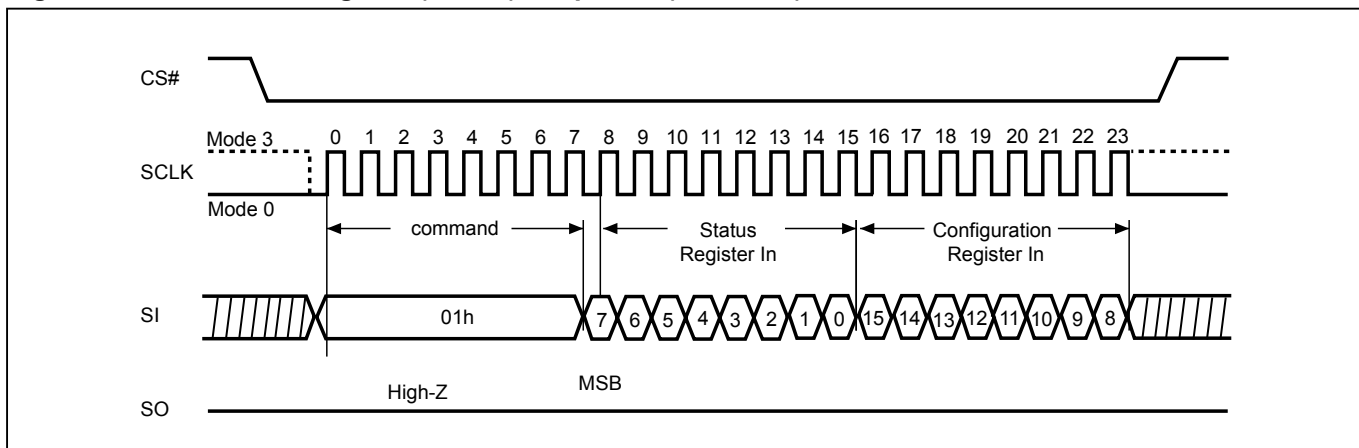 CS#
Mode 3
0 1 2 3 4 5 6 7 8 9 10 11 12 13 14 15 16 17 18 19 20 21 22 23
SCLK
Mode 0
command
Status
Register In
Configuration
Register In
SI
01h
7 6 5 4 3 2 1 0 15 14 13 12 11 10 9 8
High-Z
MSB
SO